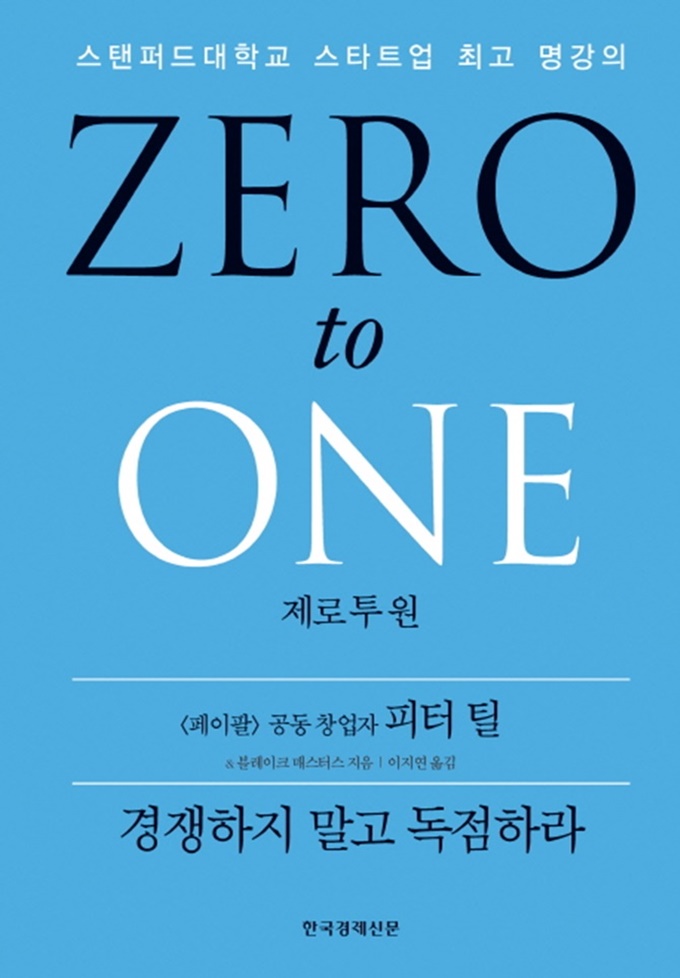 스탠퍼드대학교 스타트업 최고 명강의
ZERO
to
ONE
제로 투 원
〈페이팔〉 공동 창업자 피터 틸
& 블레이크 매스터스 지음 | 이지연 옮김
경쟁하지 말고 독점하라
한국경제신문